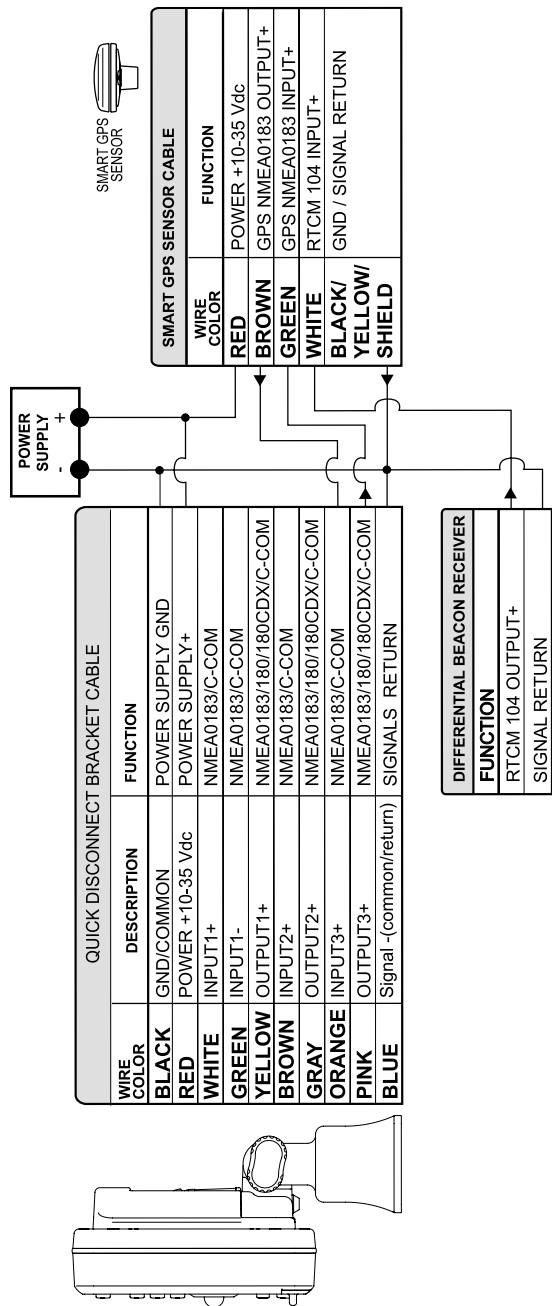 QUICK DISCONNECT BRACKET CABLE
WIRE COLOR DESCRIPTION FUNCTION
BLACK GND/COMMON POWER SUPPLY GND
RED POWER +10-35 Vdc POWER SUPPLY+
WHITE INPUT1+ NMEA0183/C-COM
GREEN INPUT1- NMEA0183/C-COM
YELLOW OUTPUT1+ NMEA0183/180/180CDX/C-COM
BROWN INPUT2+ NMEA0183/C-COM
GRAY OUTPUT2+ NMEA0183/180/180CDX/C-COM
ORANGE INPUT3+ NMEA0183/C-COM
PINK OUTPUT3+ NMEA0183/180/180CDX/C-COM
BLUE Signal -(common/return) SIGNALS RETURN
POWER
SUPPLY
- +
SMART GPS
SENSOR
SMART GPS SENSOR CABLE
WIRE COLOR FUNCTION
RED POWER +10-35 Vdc
BROWN GPS NMEA0183 OUTPUT+
GREEN GPS NMEA0183 INPUT+
WHITE RTCM 104 INPUT+
BLACK/ GND / SIGNAL RETURN
YELLOW/
SHIELD
DIFFERENTIAL BEACON RECEIVER
FUNCTION
RTCM 104 OUTPUT+
SIGNAL RETURN